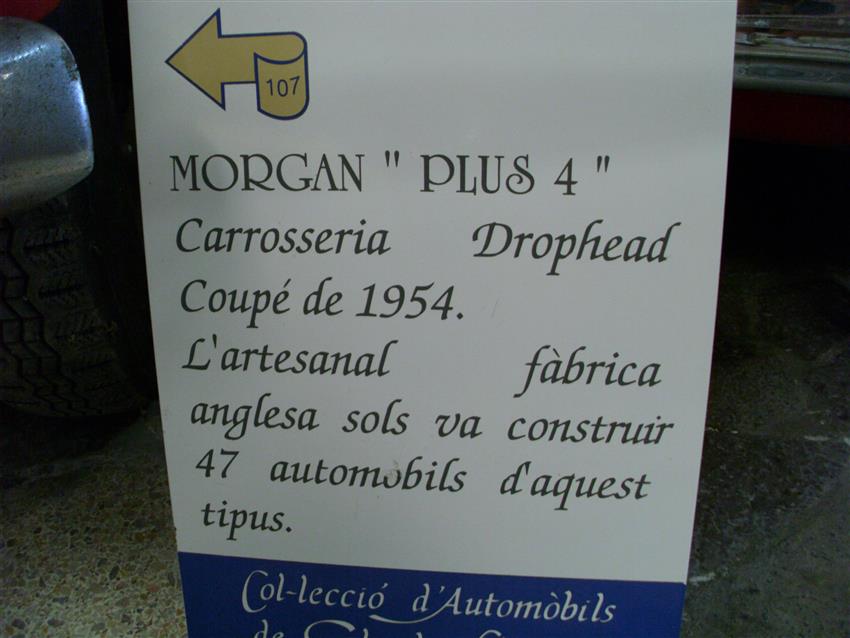 107
MORGAN " PLUS 4 "
Carrosseria Drophead
Coupé de 1954.
L'artesanal fàbrica
anglesa sols va construir
47 automobils d'aquest
tipus.
Col-lecció d'Automòbils
de